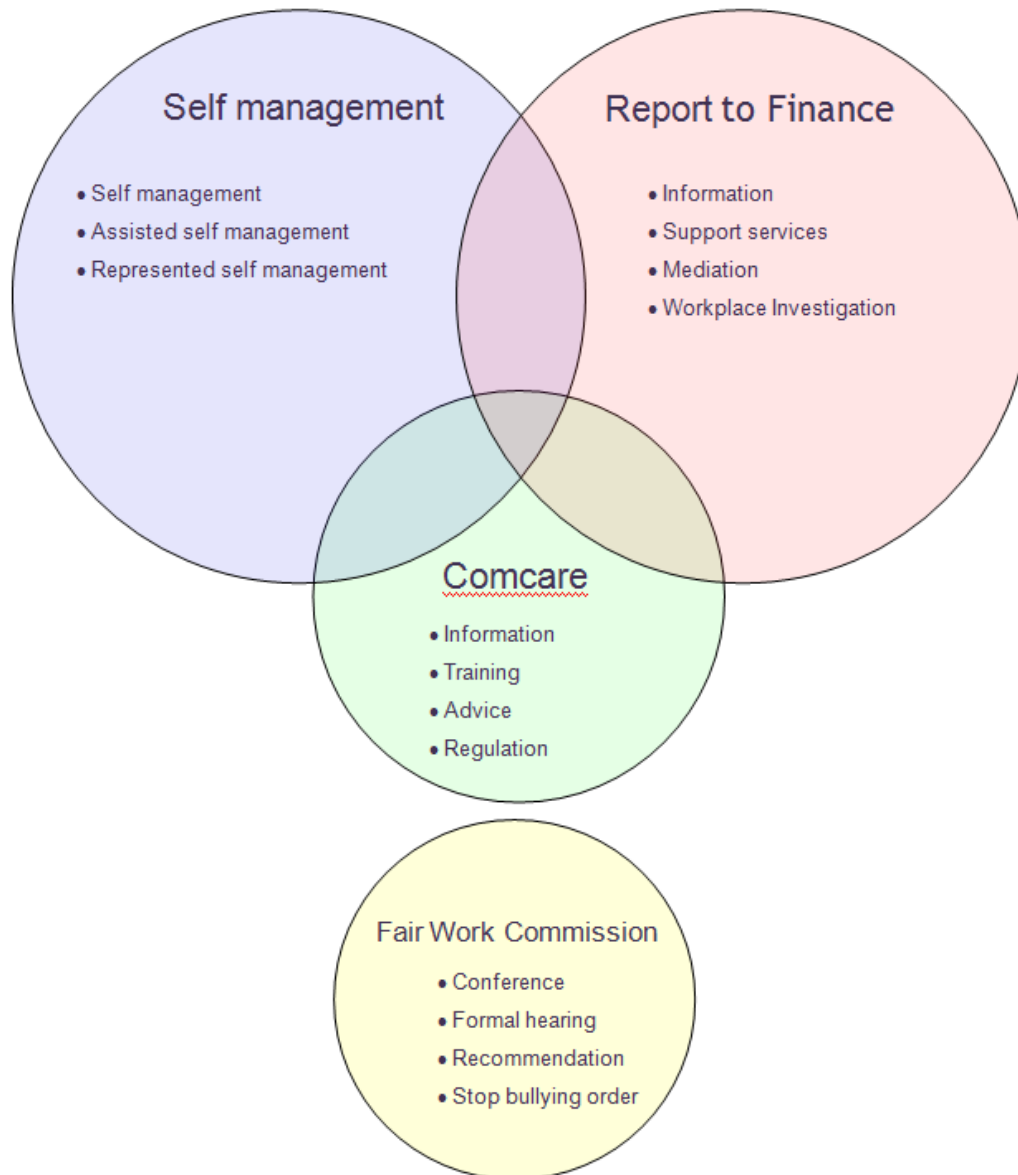 Self management
• Self management
• Assisted self management
• Represented self management
Report to Finance
• Information
• Support services
• Mediation
• Workplace Investigation
Comcare
• Information
• Training
• Advice
• Regulation
Fair Work Commission
• Conference
• Formal hearing
• Recommendation
• Stop bullying order